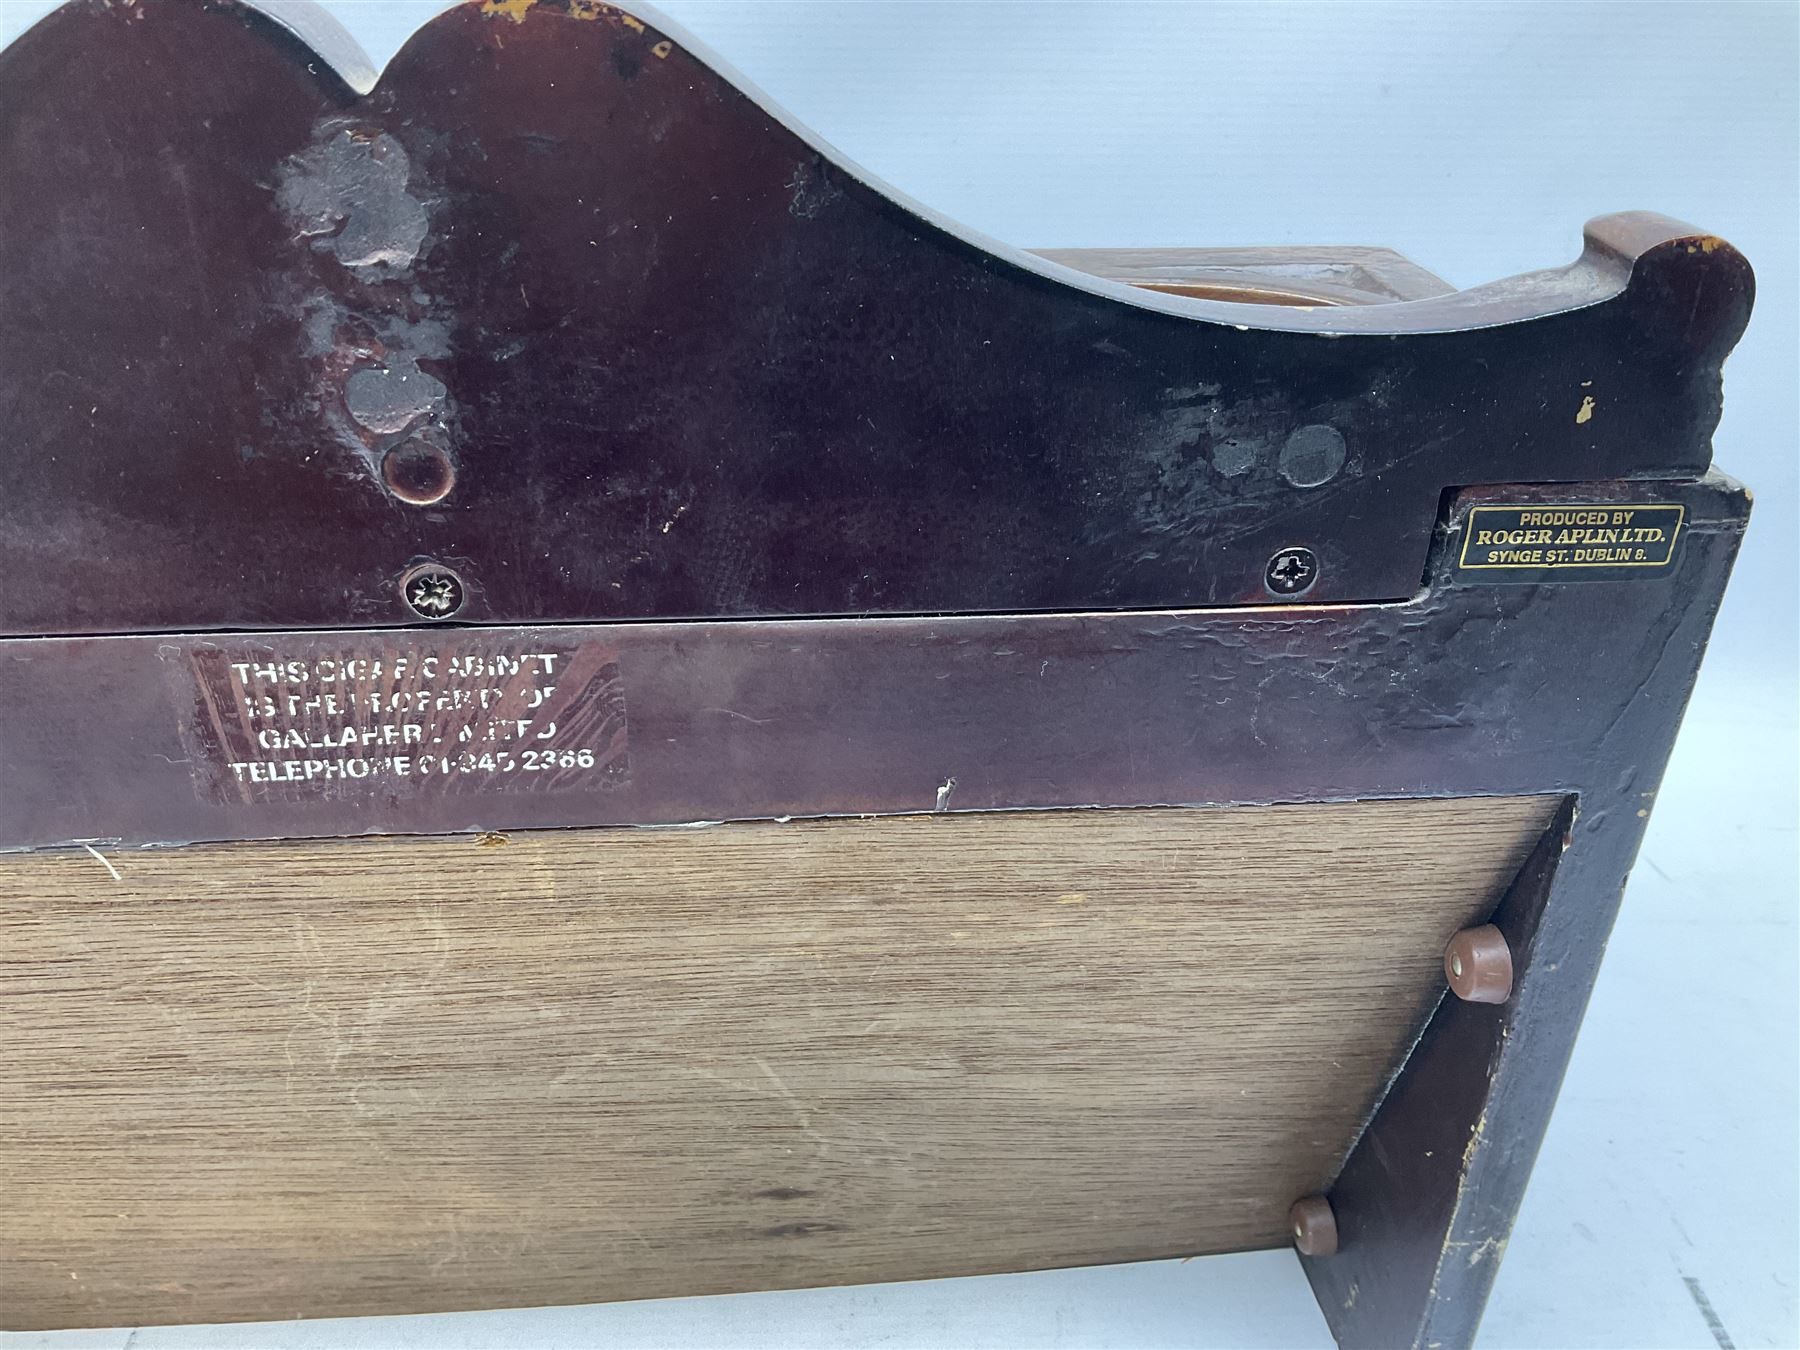 PRODUCED BY
ROGER APLIN LTD.
SYNGE ST. DUBLIN 8.
THIS CIGAR CABINET
IS THE PROPERTY OF
GALLAHER LIMITED
TELEPHONE 01-845 2366